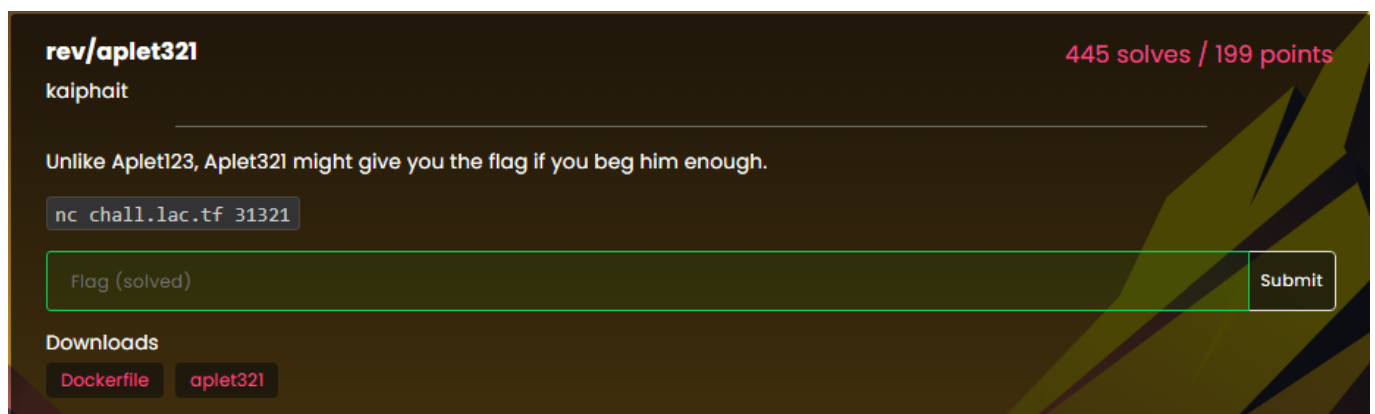 rev/aplet321
445 solves / 199 points
kaiphait
Unlike Aplet123, Aplet321 might give you the flag if you beg him enough.
nc chall.lac.tf 31321
Flag (solved)
Submit
Downloads
Dockerfile
aplet321